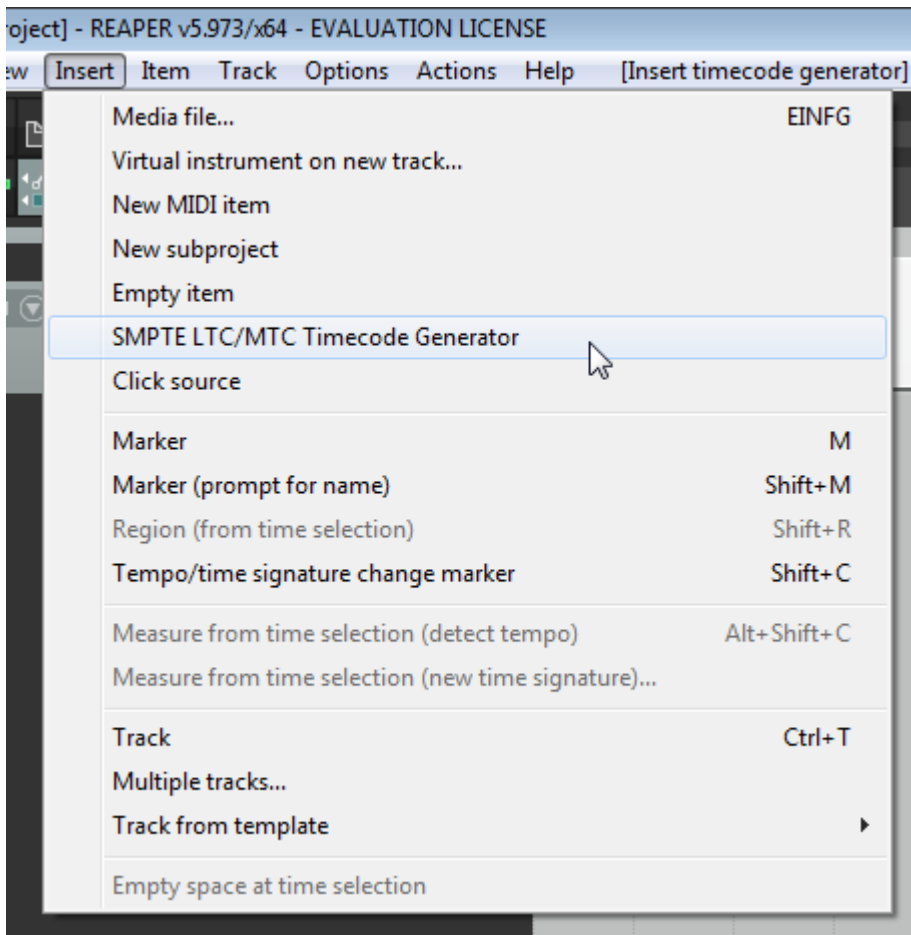 roject] - REAPER v5.973/x64 - EVALUATION LICENSE
ew Insert Item Track Options Actions Help [Insert timecode generator]
Media file... EINFG
Virtual instrument on new track...
New MIDI item
New subproject
Empty item
SMPTE LTC/MTC Timecode Generator
Click source
Marker M
Marker (prompt for name) Shift+M
Region (from time selection) Shift+R
Tempo/time signature change marker Shift+C
Measure from time selection (detect tempo) Alt+Shift+C
Measure from time selection (new time signature)...
Track Ctrl+T
Multiple tracks...
Track from template
Empty space at time selection